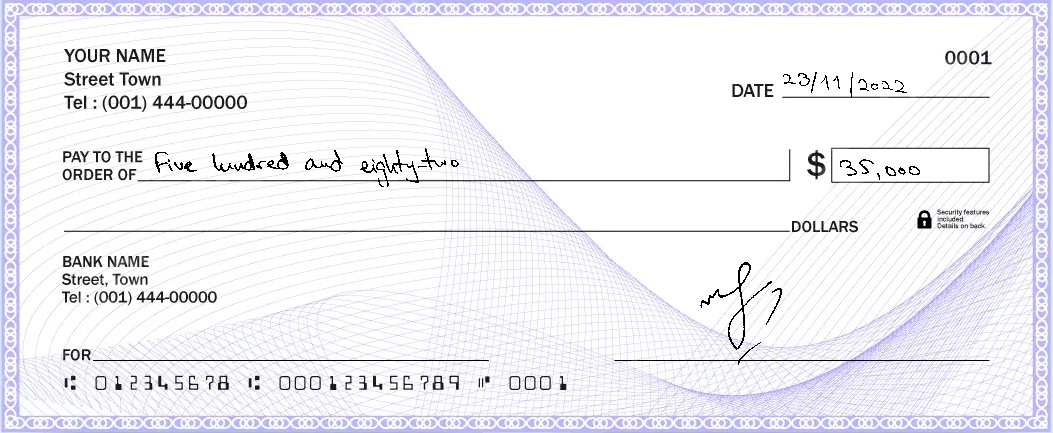 YOUR NAME
0001
Street Town
DATE 23/11/2022
Tel : (001) 444-00000
PAY TO THE
ORDER OF Five hundred and eighty-two $ 35,000
DOLLARS
Security features
included.
Details on back.
BANK NAME
Street, Town
Tel : (001) 444-00000
FOR
⑆ 012345678 ⑆ 000123456789 ⑈ 0001